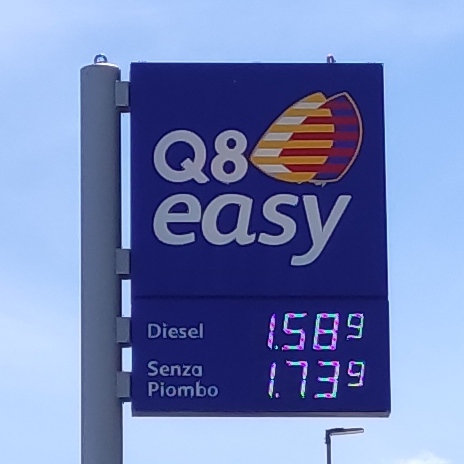 Q8
easy
Diesel 1.589
Senza
Piombo 1.739